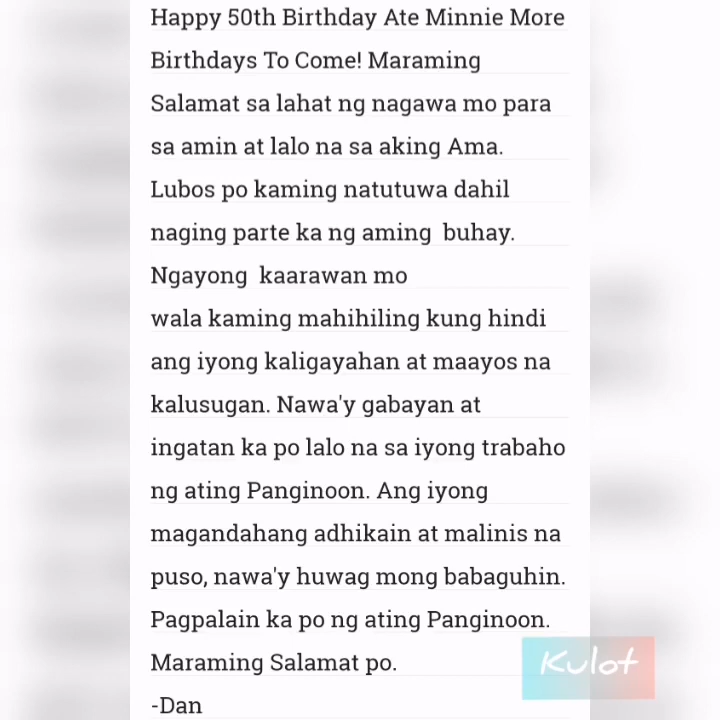 Happy 50th Birthday Ate Minnie More
Birthdays To Come! Maraming
Salamat sa lahat ng nagawa mo para
sa amin at lalo na sa aking Ama.
Lubos po kaming natutuwa dahil
naging parte ka ng aming  buhay.
Ngayong  kaarawan mo
wala kaming mahihiling kung hindi
ang iyong kaligayahan at maayos na
kalusugan. Nawa'y gabayan at
ingatan ka po lalo na sa iyong trabaho
ng ating Panginoon. Ang iyong
magandahang adhikain at malinis na
puso, nawa'y huwag mong babaguhin.
Pagpalain ka po ng ating Panginoon.
Maraming Salamat po.
-Dan
Kulot